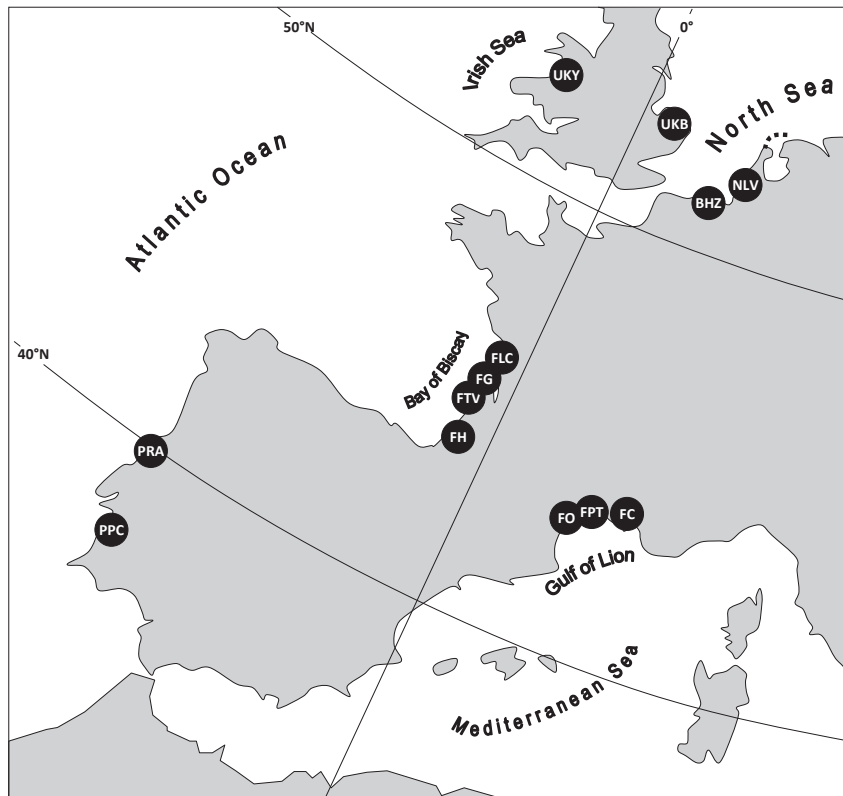 50°N
0°
Irish Sea
UKY
North Sea
UKB
NLV
BHZ
Atlantic Ocean
40°N
Bay of Biscay
FLC
FG
FTV
FH
PRA
PPC
FO
FPT
FC
Gulf of Lion
Mediterranean Sea